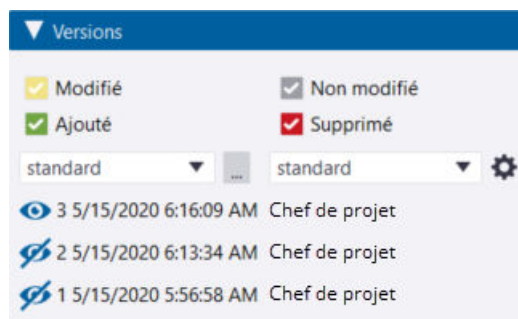 Versions
Modifié Non modifié
Ajouté Supprimé
standard ... standard
3 5/15/2020 6:16:09 AM Chef de projet
2 5/15/2020 6:13:34 AM Chef de projet
1 5/15/2020 5:56:58 AM Chef de projet